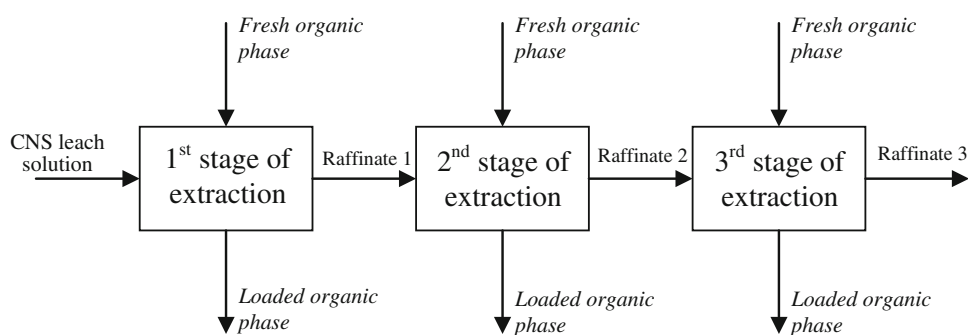 Fresh organic
phase
Fresh organic
phase
Fresh organic
phase
CNS leach
solution
1st stage of
extraction
Raffinate 1
2nd stage of
extraction
Raffinate 2
3rd stage of
extraction
Raffinate 3
Loaded organic
phase
Loaded organic
phase
Loaded organic
phase